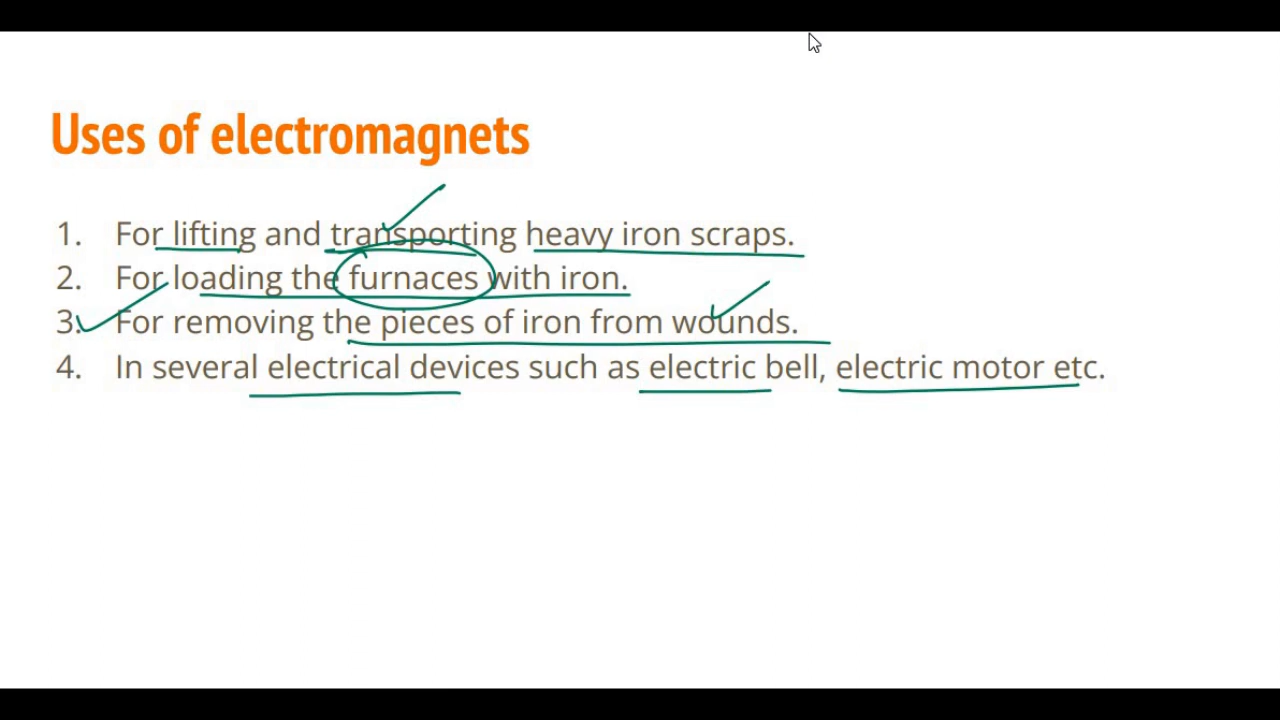 Uses of electromagnets
1. For lifting and transporting heavy iron scraps.
2. For loading the furnaces with iron.
3. For removing the pieces of iron from wounds.
4. In several electrical devices such as electric bell, electric motor etc.